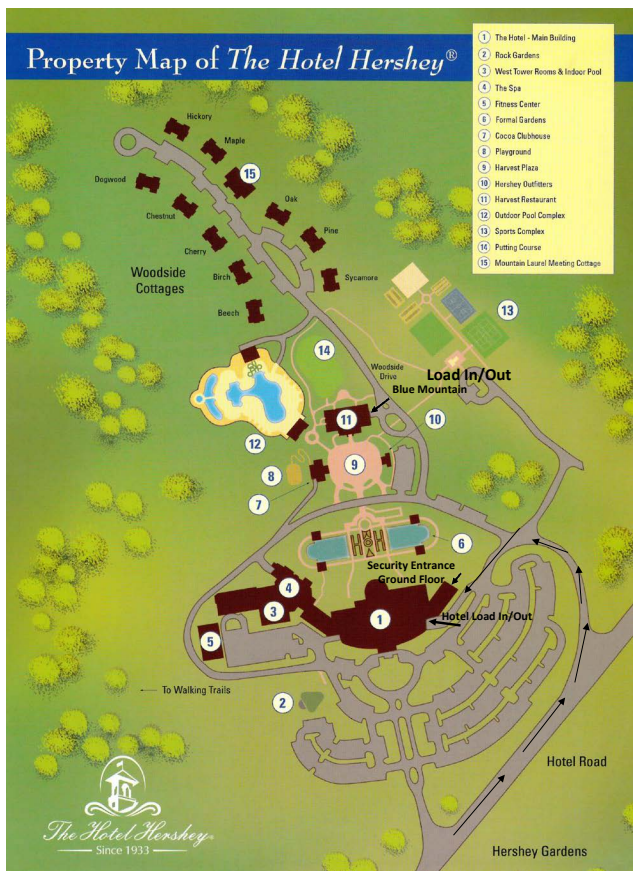 Property Map of The Hotel Hershey®
1 The Hotel - Main Building
2 Rock Gardens
3 West Tower Rooms & Indoor Pool
4 The Spa
5 Fitness Center
6 Formal Gardens
7 Cocoa Clubhouse
8 Playground
9 Harvest Plaza
10 Hershey Outfitters
11 Harvest Restaurant
12 Outdoor Pool Complex
13 Sports Complex
14 Putting Course
15 Mountain Laurel Meeting Cottage
Hickory
Maple
15
Dogwood
Chestnut
Oak
Pine
Cherry
Woodside
Cottages
Birch
Sycamore
Beech
13
14
Woodside
Drive
Load In/Out
Blue Mountain
11
10
12
9
8
7
6
Security Entrance
Ground Floor
4
3
1
Hotel Load In/Out
5
To Walking Trails
2
Hotel Road
The Hotel Hershey®
Since 1933
Hershey Gardens